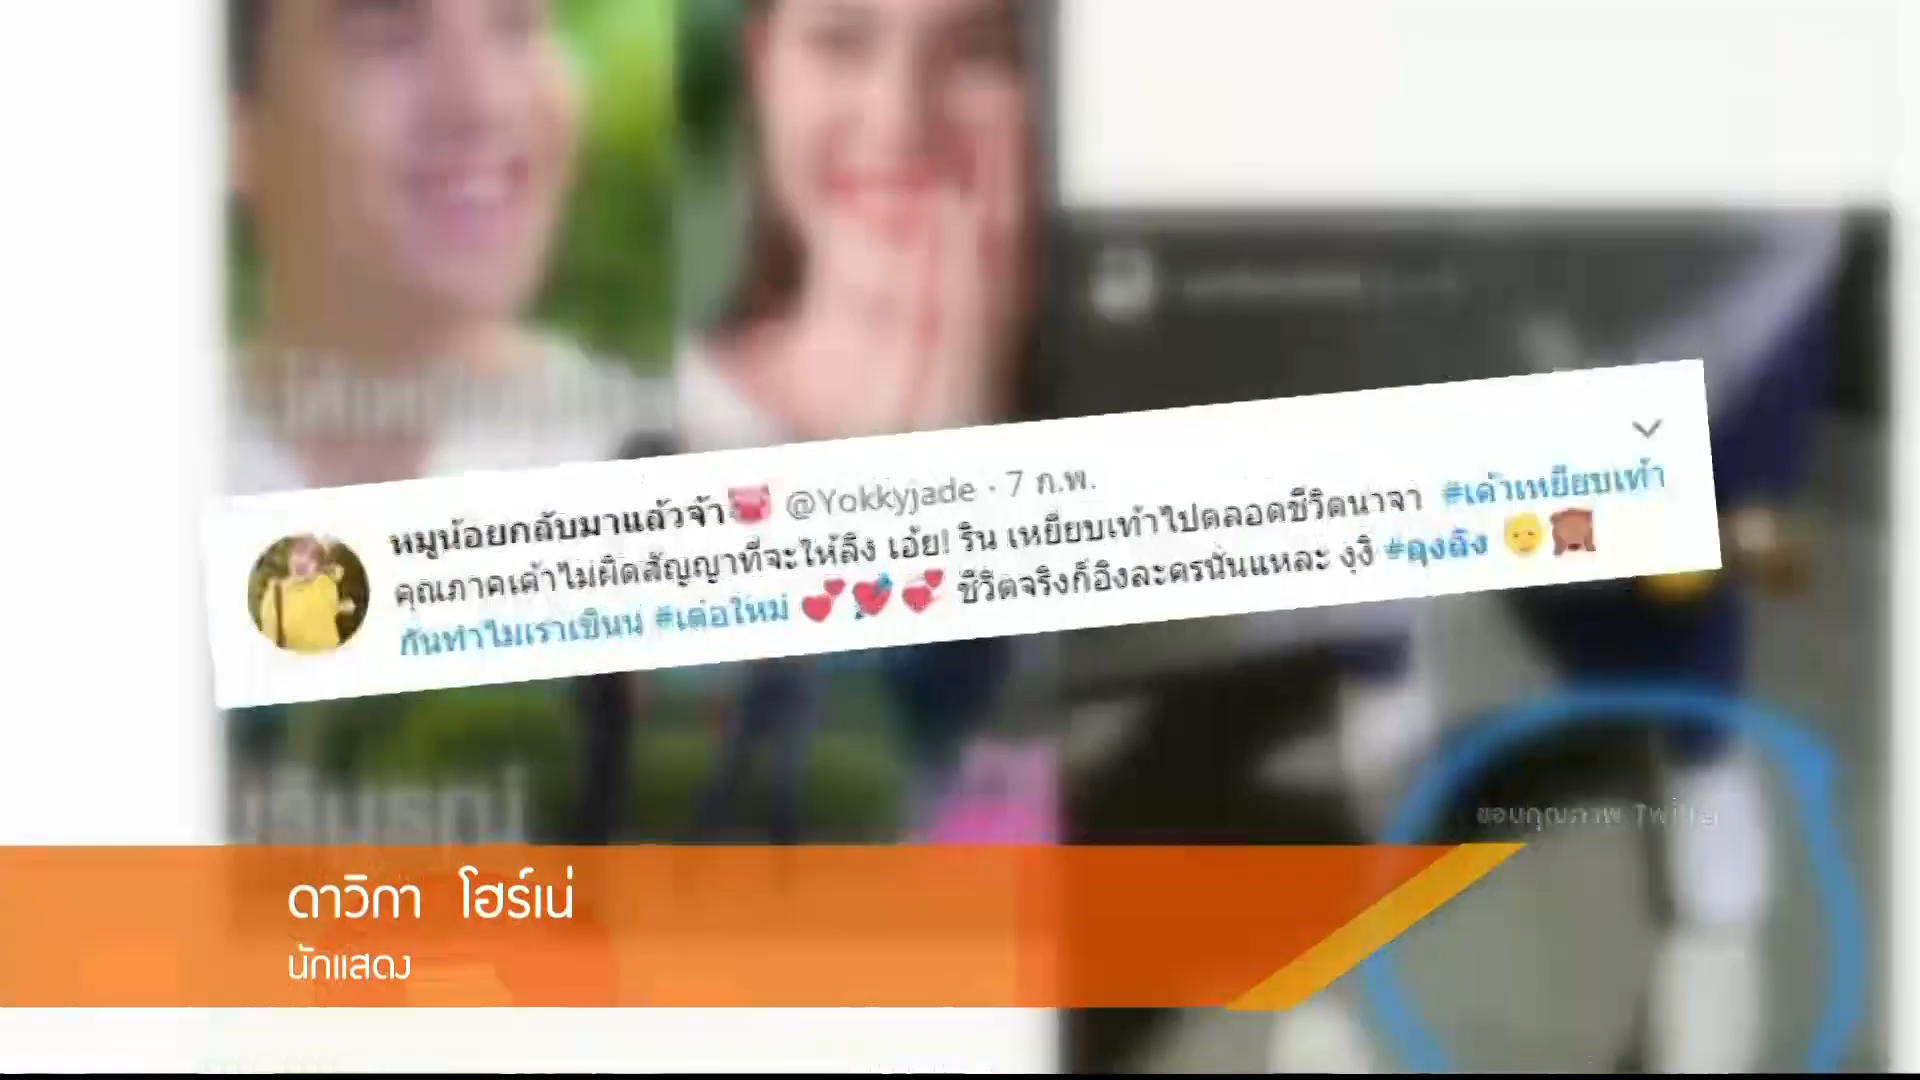 หมูน้อยกลับมาแล้วจ้า @Yokkyjade · 7 ก.พ.
คุณภาคเค้าไม่ผิดสัญญาที่จะให้ลิง เอ้ย! ริน เหยียบเท้าไปตลอดชีวิตนาจา #เค้าเหยียบเท้า
กันทำไมเราเขินน #เต๋อใหม่ 💕💘💞 ชีวิตจริงก็อิงละครนั่นแหละ งุงิ #ลุงลิง
ขอบคุณภาพ Twitter
ดาวิกา โฮร์เน่
นักแสดง